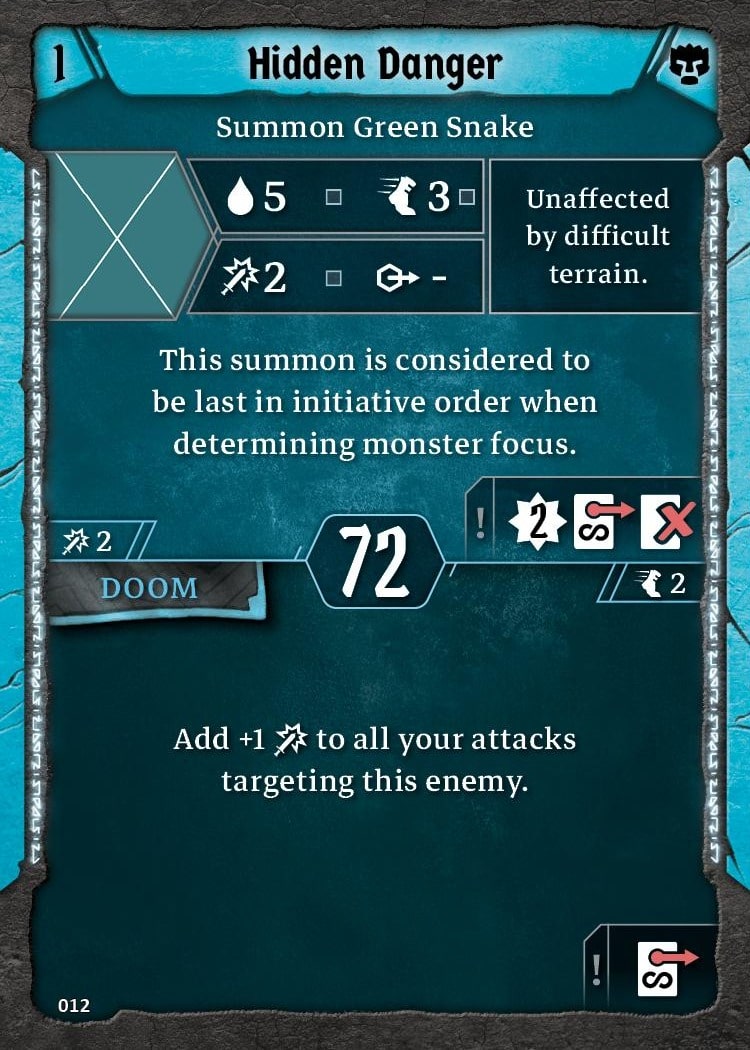 1
Hidden Danger
Summon Green Snake
5
3
Unaffected
by difficult
terrain.
2
–
This summon is considered to
be last in initiative order when
determining monster focus.
!
2
2
72
DOOM
2
Add +1 to all your attacks
targeting this enemy.
!
012